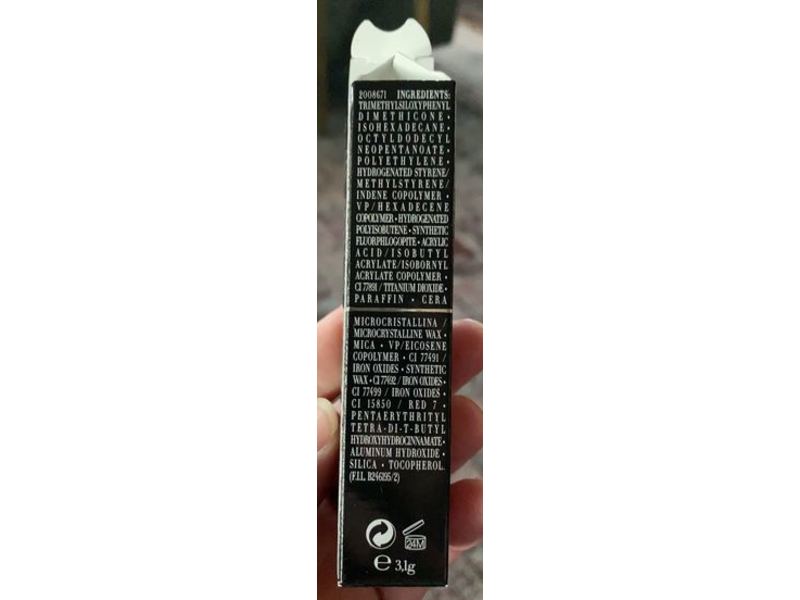 2008671 INGREDIENTS:
TRIMETHYLSILOXYPHENYL
DIMETHICONE •
ISOHEXADECANE •
OCTYLDODECYL
NEOPENTANOATE •
POLYETHYLENE •
HYDROGENATED STYRENE/
METHYLSTYRENE/
INDENE COPOLYMER •
VP/HEXADECENE
COPOLYMER • HYDROGENATED
POLYISOBUTENE • SYNTHETIC
FLUORPHLOGOPITE • ACRYLIC
ACID/ISOBUTYL
ACRYLATE/ISOBORNYL
ACRYLATE COPOLYMER •
CI 77891 / TITANIUM DIOXIDE •
PARAFFIN • CERA
MICROCRISTALLINA /
MICROCRYSTALLINE WAX •
MICA • VP/EICOSENE
COPOLYMER • CI 77491 /
IRON OXIDES • SYNTHETIC
WAX • CI 77492 / IRON OXIDES •
CI 77499 / IRON OXIDES •
CI 15850 / RED 7 •
PENTAERYTHRITYL
TETRA-DI-T-BUTYL
HYDROXYHYDROCINNAMATE •
ALUMINUM HYDROXIDE •
SILICA • TOCOPHEROL.
(F.I.L. B246195/2)
24M
e 3,1g